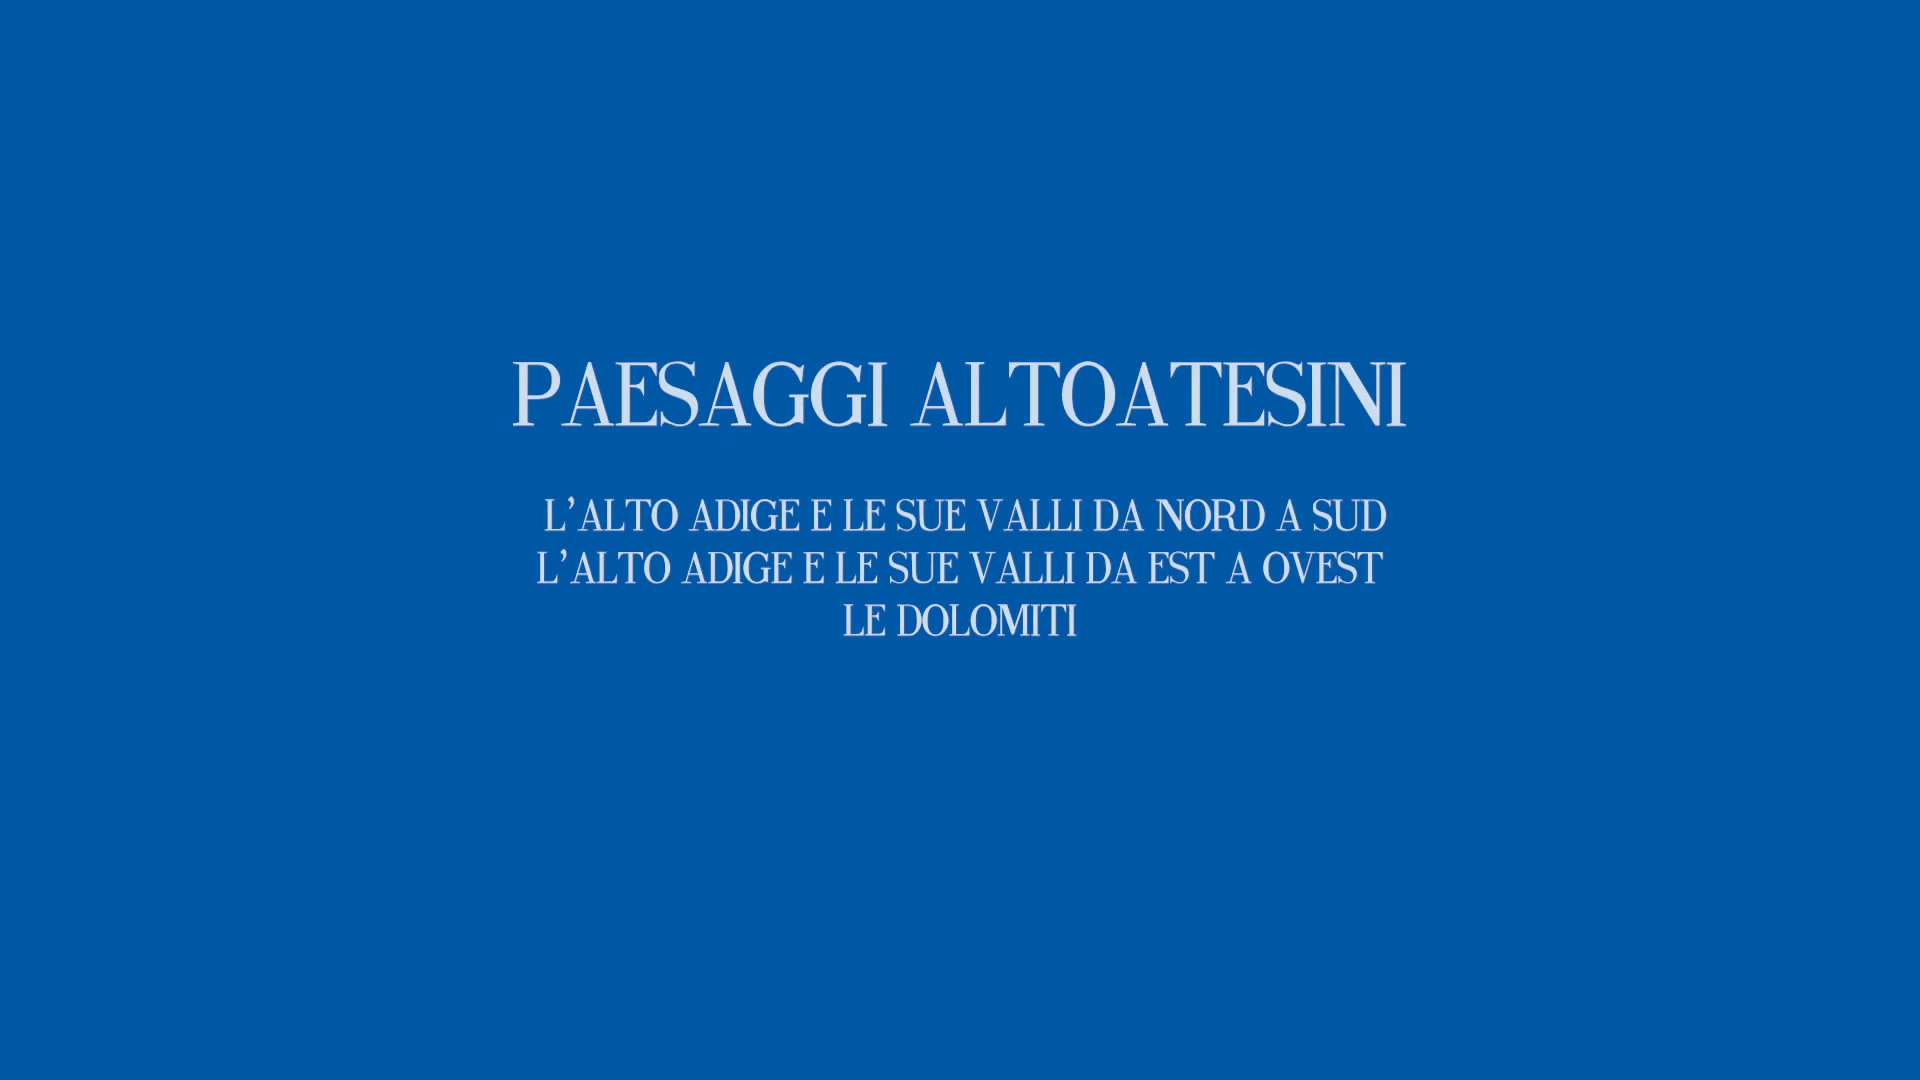 PAESAGGI ALTOATESINI
L'ALTO ADIGE E LE SUE VALLI DA NORD A SUD
L'ALTO ADIGE E LE SUE VALLI DA EST A OVEST
LE DOLOMITI